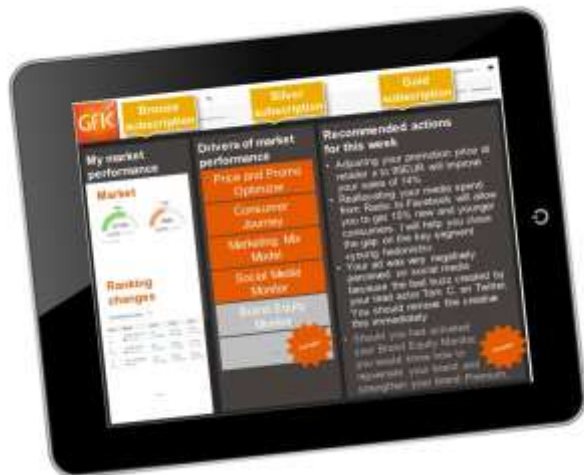 GfK
Bronze
subscription
Silver
subscription
Gold
subscription
My market
performance
Market
Ranking
changes
Drivers of market
performance
Price and Promo
Optimizer
Consumer
Journey
Marketing Mix
Model
Social Media
Monitor
Brand Equity
Monitor
Recommended actions
for this week
• Adjusting your promotion price at
retailer x to 99EUR will improve
your sales of 14%
• Reallocating your media spend
from Radio to Facebook will allow
you to get 15% new and younger
consumers. I will help you close
the gap on the key segment
«young hedonists»
• Your ad was very negatively
perceived on social media
because the bad buzz created by
your lead actor Tom C. on Twitter.
You should remove the creative
this immediately
• Should you had activated
your Brand Equity Monitor,
you would know how to
rejuvenate your brand and
strengthen your Brand Premium